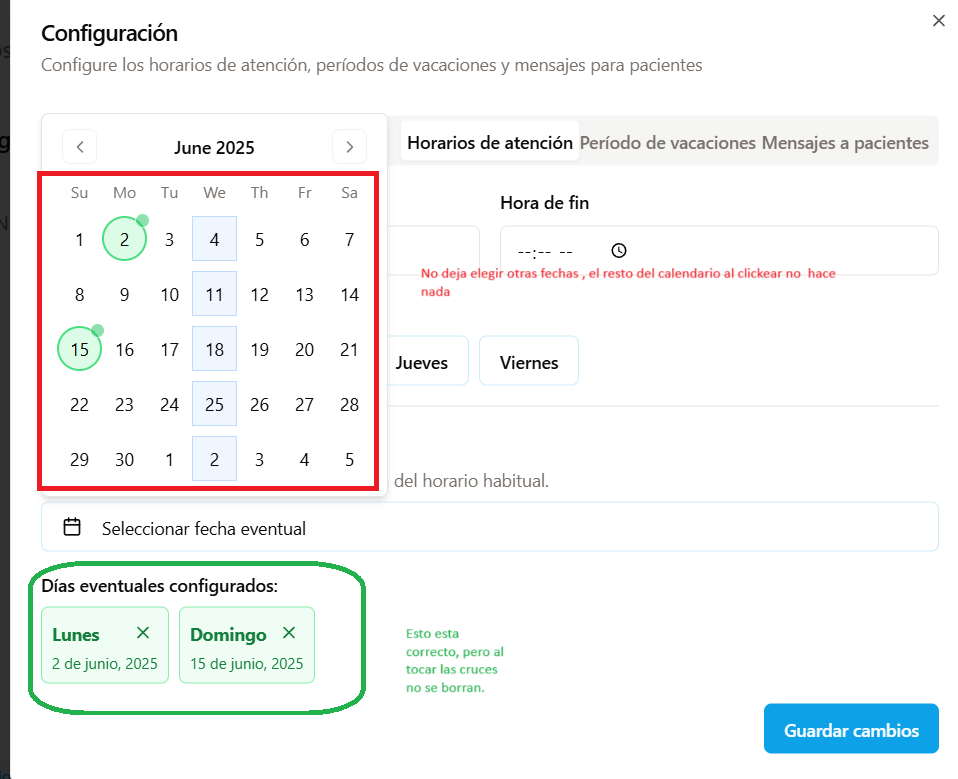 Configuración
Configure los horarios de atención, períodos de vacaciones y mensajes para pacientes
June 2025
Horarios de atención Período de vacaciones Mensajes a pacientes
Su Mo Tu We Th Fr Sa
1 2 3 4 5 6 7
8 9 10 11 12 13 14
15 16 17 18 19 20 21
22 23 24 25 26 27 28
29 30 1 2 3 4 5
Hora de fin
--:-- --
No deja elegir otras fechas , el resto del calendario al clickear no hace
nada
Jueves Viernes
del horario habitual.
Seleccionar fecha eventual
Días eventuales configurados:
Lunes
2 de junio, 2025
Domingo
15 de junio, 2025
Esto esta
correcto, pero al
tocar las cruces
no se borran.
Guardar cambios